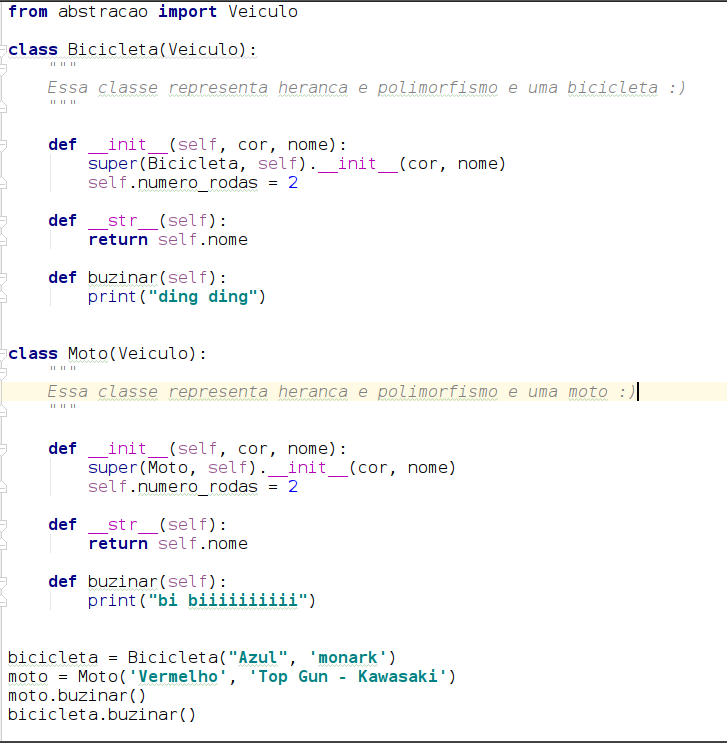 from abstracao import Veiculo
class Bicicleta(Veiculo):
"""
Essa classe representa heranca e polimorfismo e uma bicicleta :)
"""
def __init__(self, cor, nome):
super(Bicicleta, self).__init__(cor, nome)
self.numero_rodas = 2
def __str__(self):
return self.nome
def buzinar(self):
print("ding ding")
class Moto(Veiculo):
"""
Essa classe representa heranca e polimorfismo e uma moto :)
"""
def __init__(self, cor, nome):
super(Moto, self).__init__(cor, nome)
self.numero_rodas = 2
def __str__(self):
return self.nome
def buzinar(self):
print("bi biiiiiiiiii")
bicicleta = Bicicleta("Azul", 'monark')
moto = Moto('Vermelho', 'Top Gun - Kawasaki')
moto.buzinar()
bicicleta.buzinar()